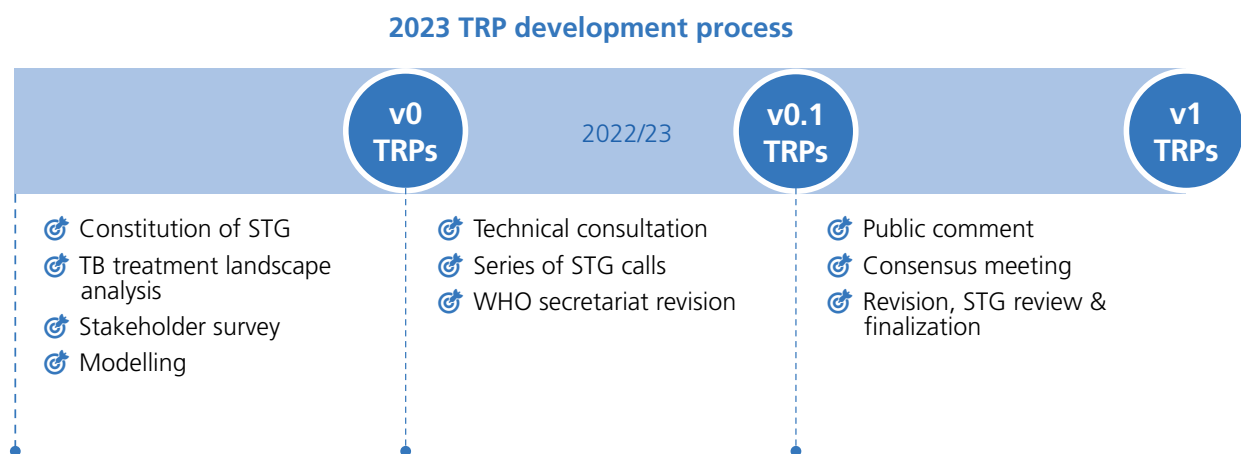 2023 TRP development process
v0
TRPs
2022/23
v0.1
TRPs
v1
TRPs
Constitution of STG
TB treatment landscape
analysis
Stakeholder survey
Modelling
Technical consultation
Series of STG calls
WHO secretariat revision
Public comment
Consensus meeting
Revision, STG review &
finalization